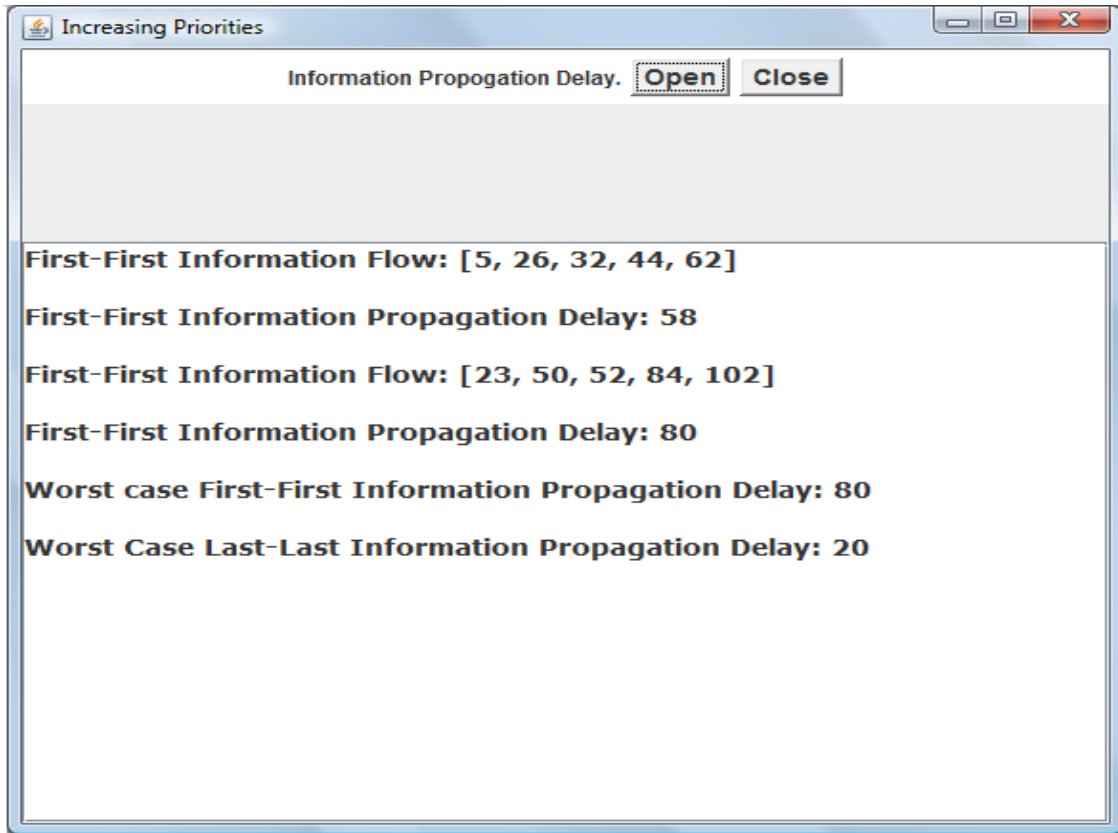 Increasing Priorities
Information Propogation Delay. Open Close
First-First Information Flow: [5, 26, 32, 44, 62]
First-First Information Propagation Delay: 58
First-First Information Flow: [23, 50, 52, 84, 102]
First-First Information Propagation Delay: 80
Worst case First-First Information Propagation Delay: 80
Worst Case Last-Last Information Propagation Delay: 20